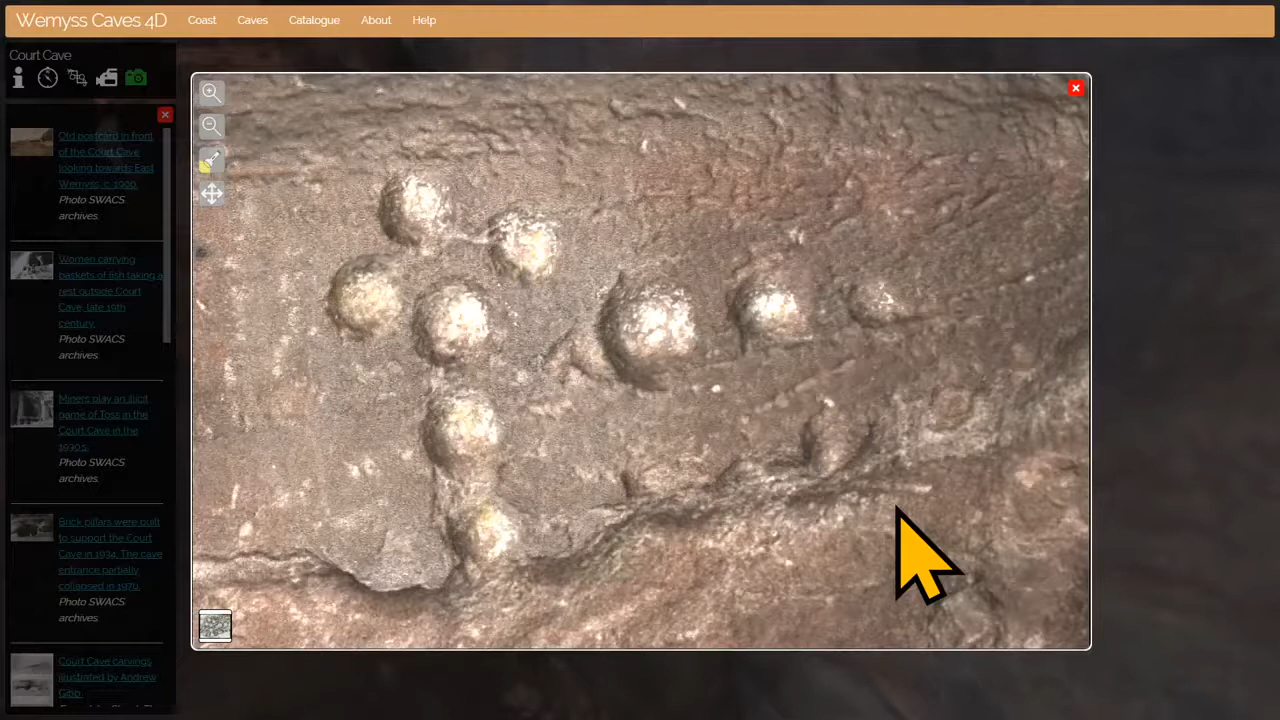 Wemyss Caves 4D
Coast
Caves
Catalogue
About
Help
Court Cave
Old postcard in front
of the Court Cave
looking towards East
Wemyss, c. 1900.
Photo SWACS
archives.
Women carrying
baskets of fish taking a
rest outside Court
Cave, late 19th
century.
Photo SWACS
archives.
Miners play an illicit
game of Toss in the
Court Cave in the
1930s.
Photo SWACS
archives.
Brick pillars were built
to support the Court
Cave in 1934. The cave
entrance partially
collapsed in 1970.
Photo SWACS
archives.
Court Cave carvings
illustrated by Andrew
Gibb.